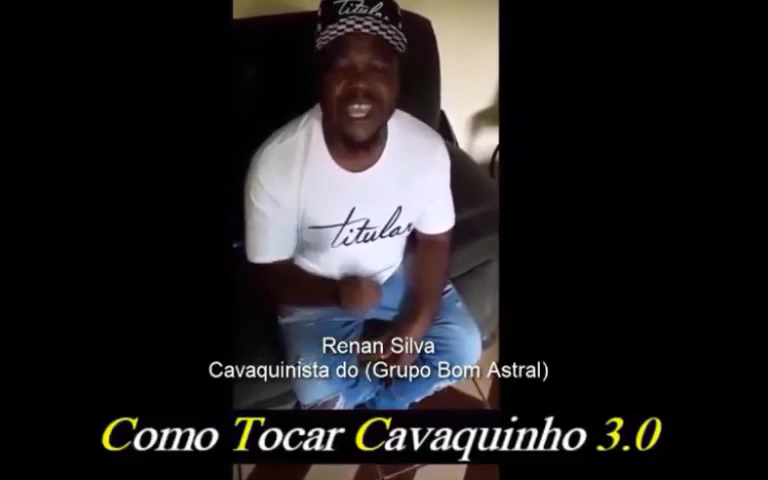 Titular
Titular
Renan Silva
Cavaquinista do (Grupo Bom Astral)
Como Tocar Cavaquinho 3.0